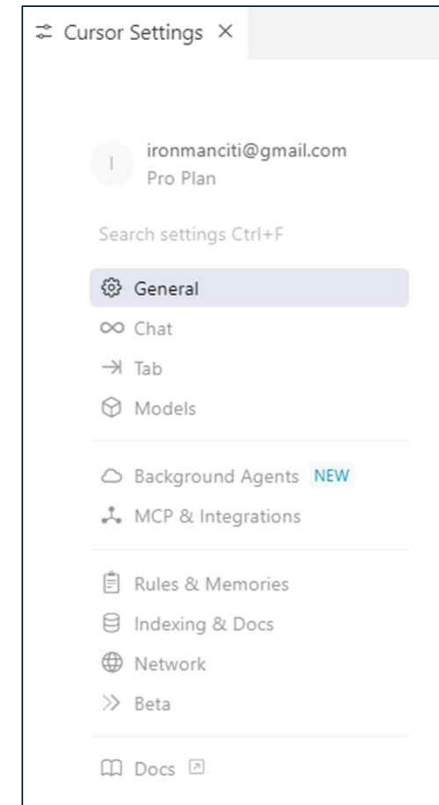 Cursor Settings
I
ironmanciti@gmail.com
Pro Plan
Search settings Ctrl+F
General
Chat
Tab
Models
Background Agents NEW
MCP & Integrations
Rules & Memories
Indexing & Docs
Network
Beta
Docs